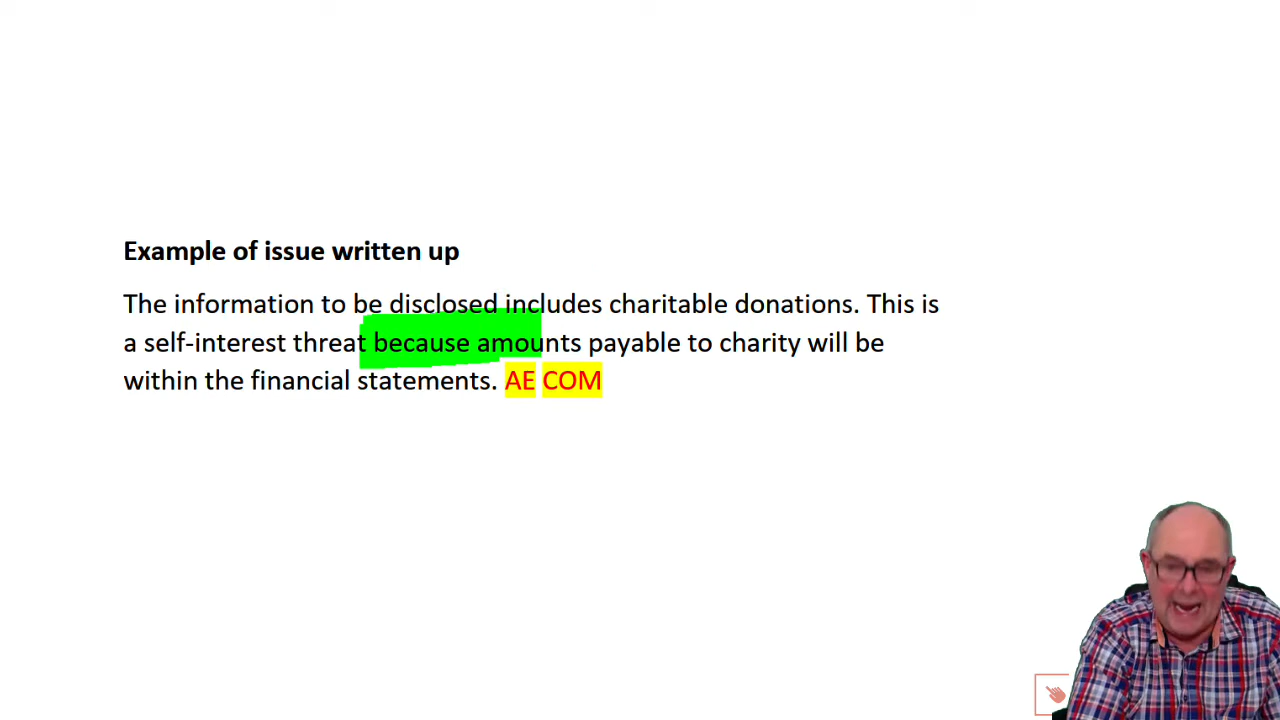 Example of issue written up
The information to be disclosed includes charitable donations. This is
a self-interest threat because amounts payable to charity will be
within the financial statements. AE COM